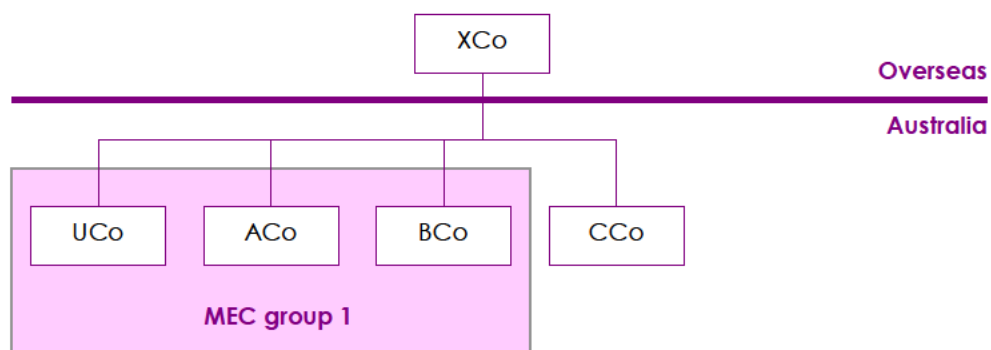 XCo
Overseas
Australia
UCo
ACo
BCo
CCo
MEC group 1